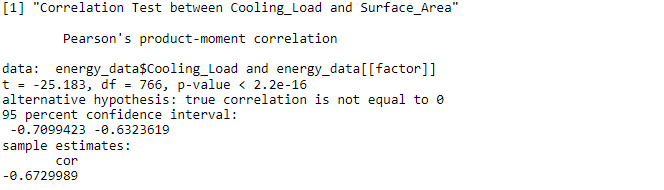 [1] "Correlation Test between Cooling_Load and Surface_Area"
Pearson's product-moment correlation
data:  energy_data$Cooling_Load and energy_data[[factor]]
t = -25.183, df = 766, p-value < 2.2e-16
alternative hypothesis: true correlation is not equal to 0
95 percent confidence interval:
-0.7099423 -0.6323619
sample estimates:
cor
-0.6729989